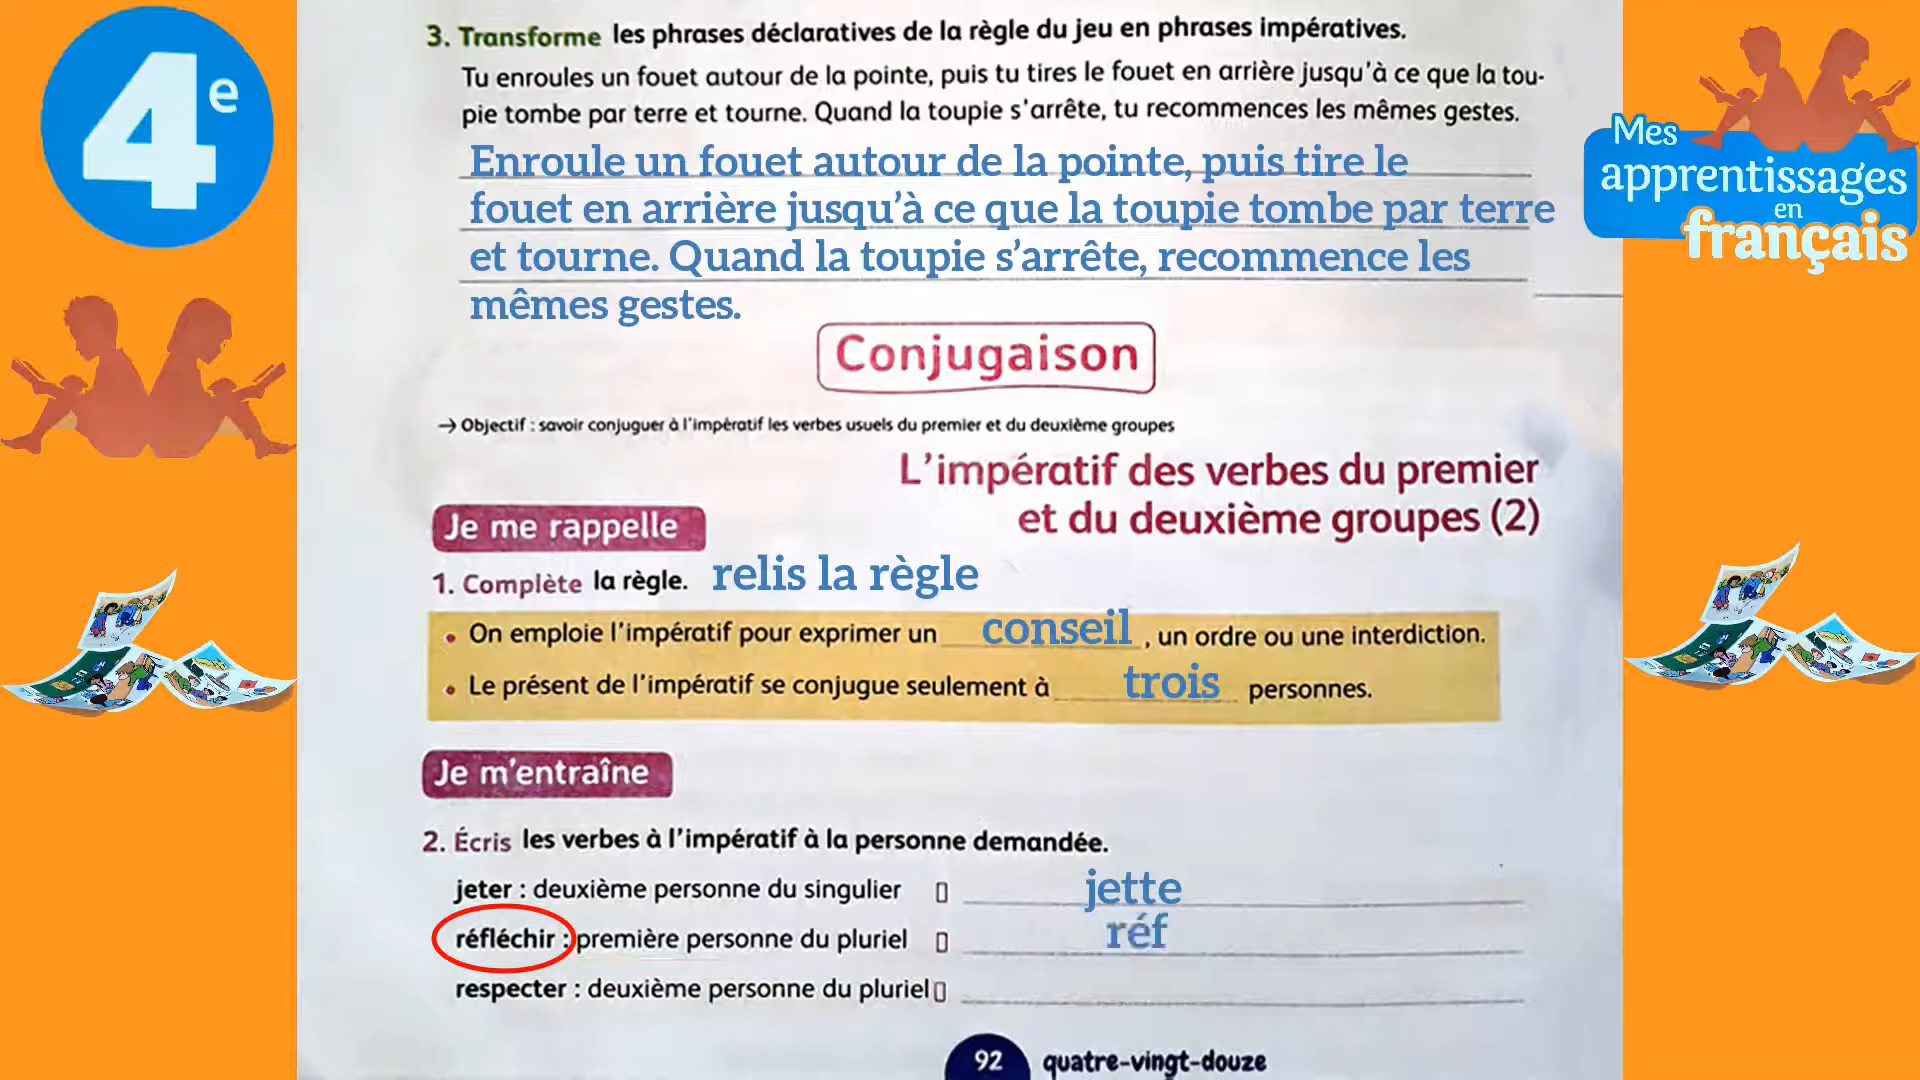 4e
3. Transforme les phrases déclaratives de la règle du jeu en phrases impératives.
Tu enroules un fouet autour de la pointe, puis tu tires le fouet en arrière jusqu'à ce que la tou-
pie tombe par terre et tourne. Quand la toupie s'arrête, tu recommences les mêmes gestes.
Enroule un fouet autour de la pointe, puis tire le
fouet en arrière jusqu'à ce que la toupie tombe par terre
et tourne. Quand la toupie s'arrête, recommence les
mêmes gestes.
Mes
apprentissages
en
français
Conjugaison
→ Objectif : savoir conjuguer à l'impératif les verbes usuels du premier et du deuxième groupes
L'impératif des verbes du premier
et du deuxième groupes (2)
Je me rappelle
1. Complète la règle. relis la règle
• On emploie l'impératif pour exprimer un conseil, un ordre ou une interdiction.
• Le présent de l'impératif se conjugue seulement à trois personnes.
Je m'entraîne
2. Écris les verbes à l'impératif à la personne demandée.
jeter : deuxième personne du singulier ▯ jette
réfléchir : première personne du pluriel ▯ réf
respecter : deuxième personne du pluriel ▯
92 quatre-vingt-douze